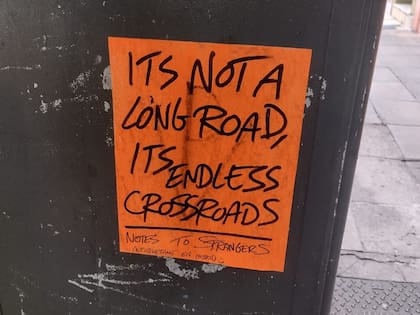 ITS NOT A
LONG ROAD,
ITS ENDLESS
CROSSROADS
NOTES TO STRANGERS